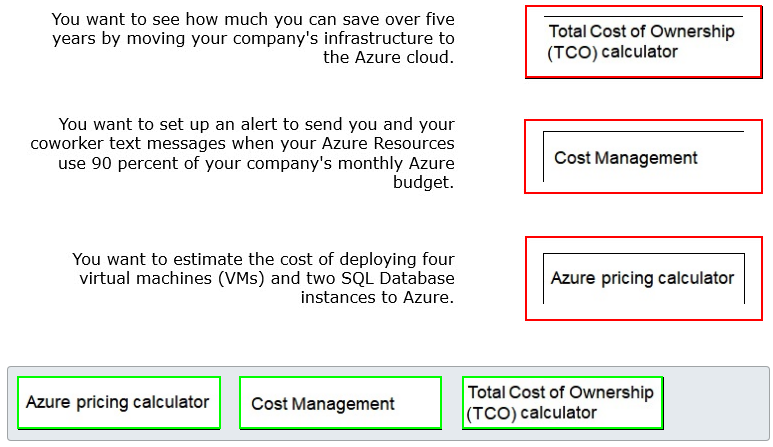 You want to see how much you can save over five
years by moving your company's infrastructure to
the Azure cloud.
Total Cost of Ownership
(TCO) calculator
You want to set up an alert to send you and your
coworker text messages when your Azure Resources
use 90 percent of your company's monthly Azure
budget.
Cost Management
You want to estimate the cost of deploying four
virtual machines (VMs) and two SQL Database
instances to Azure.
Azure pricing calculator
Azure pricing calculator
Cost Management
Total Cost of Ownership
(TCO) calculator